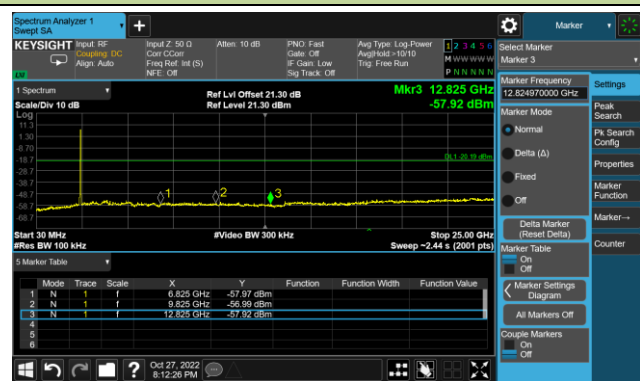 Spectrum Analyzer 1
Swept SA
Marker
KEYSIGHT
Input: RF
Coupling: DC
Align: Auto
Input Z: 50 Ω
Corr CCorr
Freq Ref: Int (S)
NFE: Off
Atten: 10 dB
PNO: Fast
Gate: Off
IF Gain: Low
Sig Track: Off
Avg Type: Log-Power
Avg|Hold:>10/10
Trig: Free Run
1 2 3 4 5 6
M W W W W W
P N N N N N
LW
Select Marker
Marker 3
1 Spectrum
Scale/Div 10 dB
Ref Lvl Offset 21.30 dB
Ref Level 21.30 dBm
Mkr3 12.825 GHz
-57.92 dBm
Log
11.3
1.30
-8.70
-18.7
-28.7
-38.7
-48.7
-58.7
-68.7
DL1 -20.19 dBm
1
2
3
Start 30 MHz
#Res BW 100 kHz
#Video BW 300 kHz
Stop 25.00 GHz
Sweep ~2.44 s (2001 pts)
5 Marker Table
Mode Trace Scale X Y Function Function Width Function Value
1 N 1 f 6.825 GHz -57.97 dBm
2 N 1 f 9.825 GHz -56.99 dBm
3 N 1 f 12.825 GHz -57.92 dBm
4
5
6
Marker Frequency
12.824970000 GHz
Marker Mode
Normal
Delta (Δ)
Fixed
Off
Delta Marker
(Reset Delta)
Marker Table
On
Off
Marker Settings
Diagram
All Markers Off
Couple Markers
On
Off
Settings
Peak
Search
Pk Search
Config
Properties
Marker
Function
Marker→
Counter
?
Oct 27, 2022
8:12:26 PM